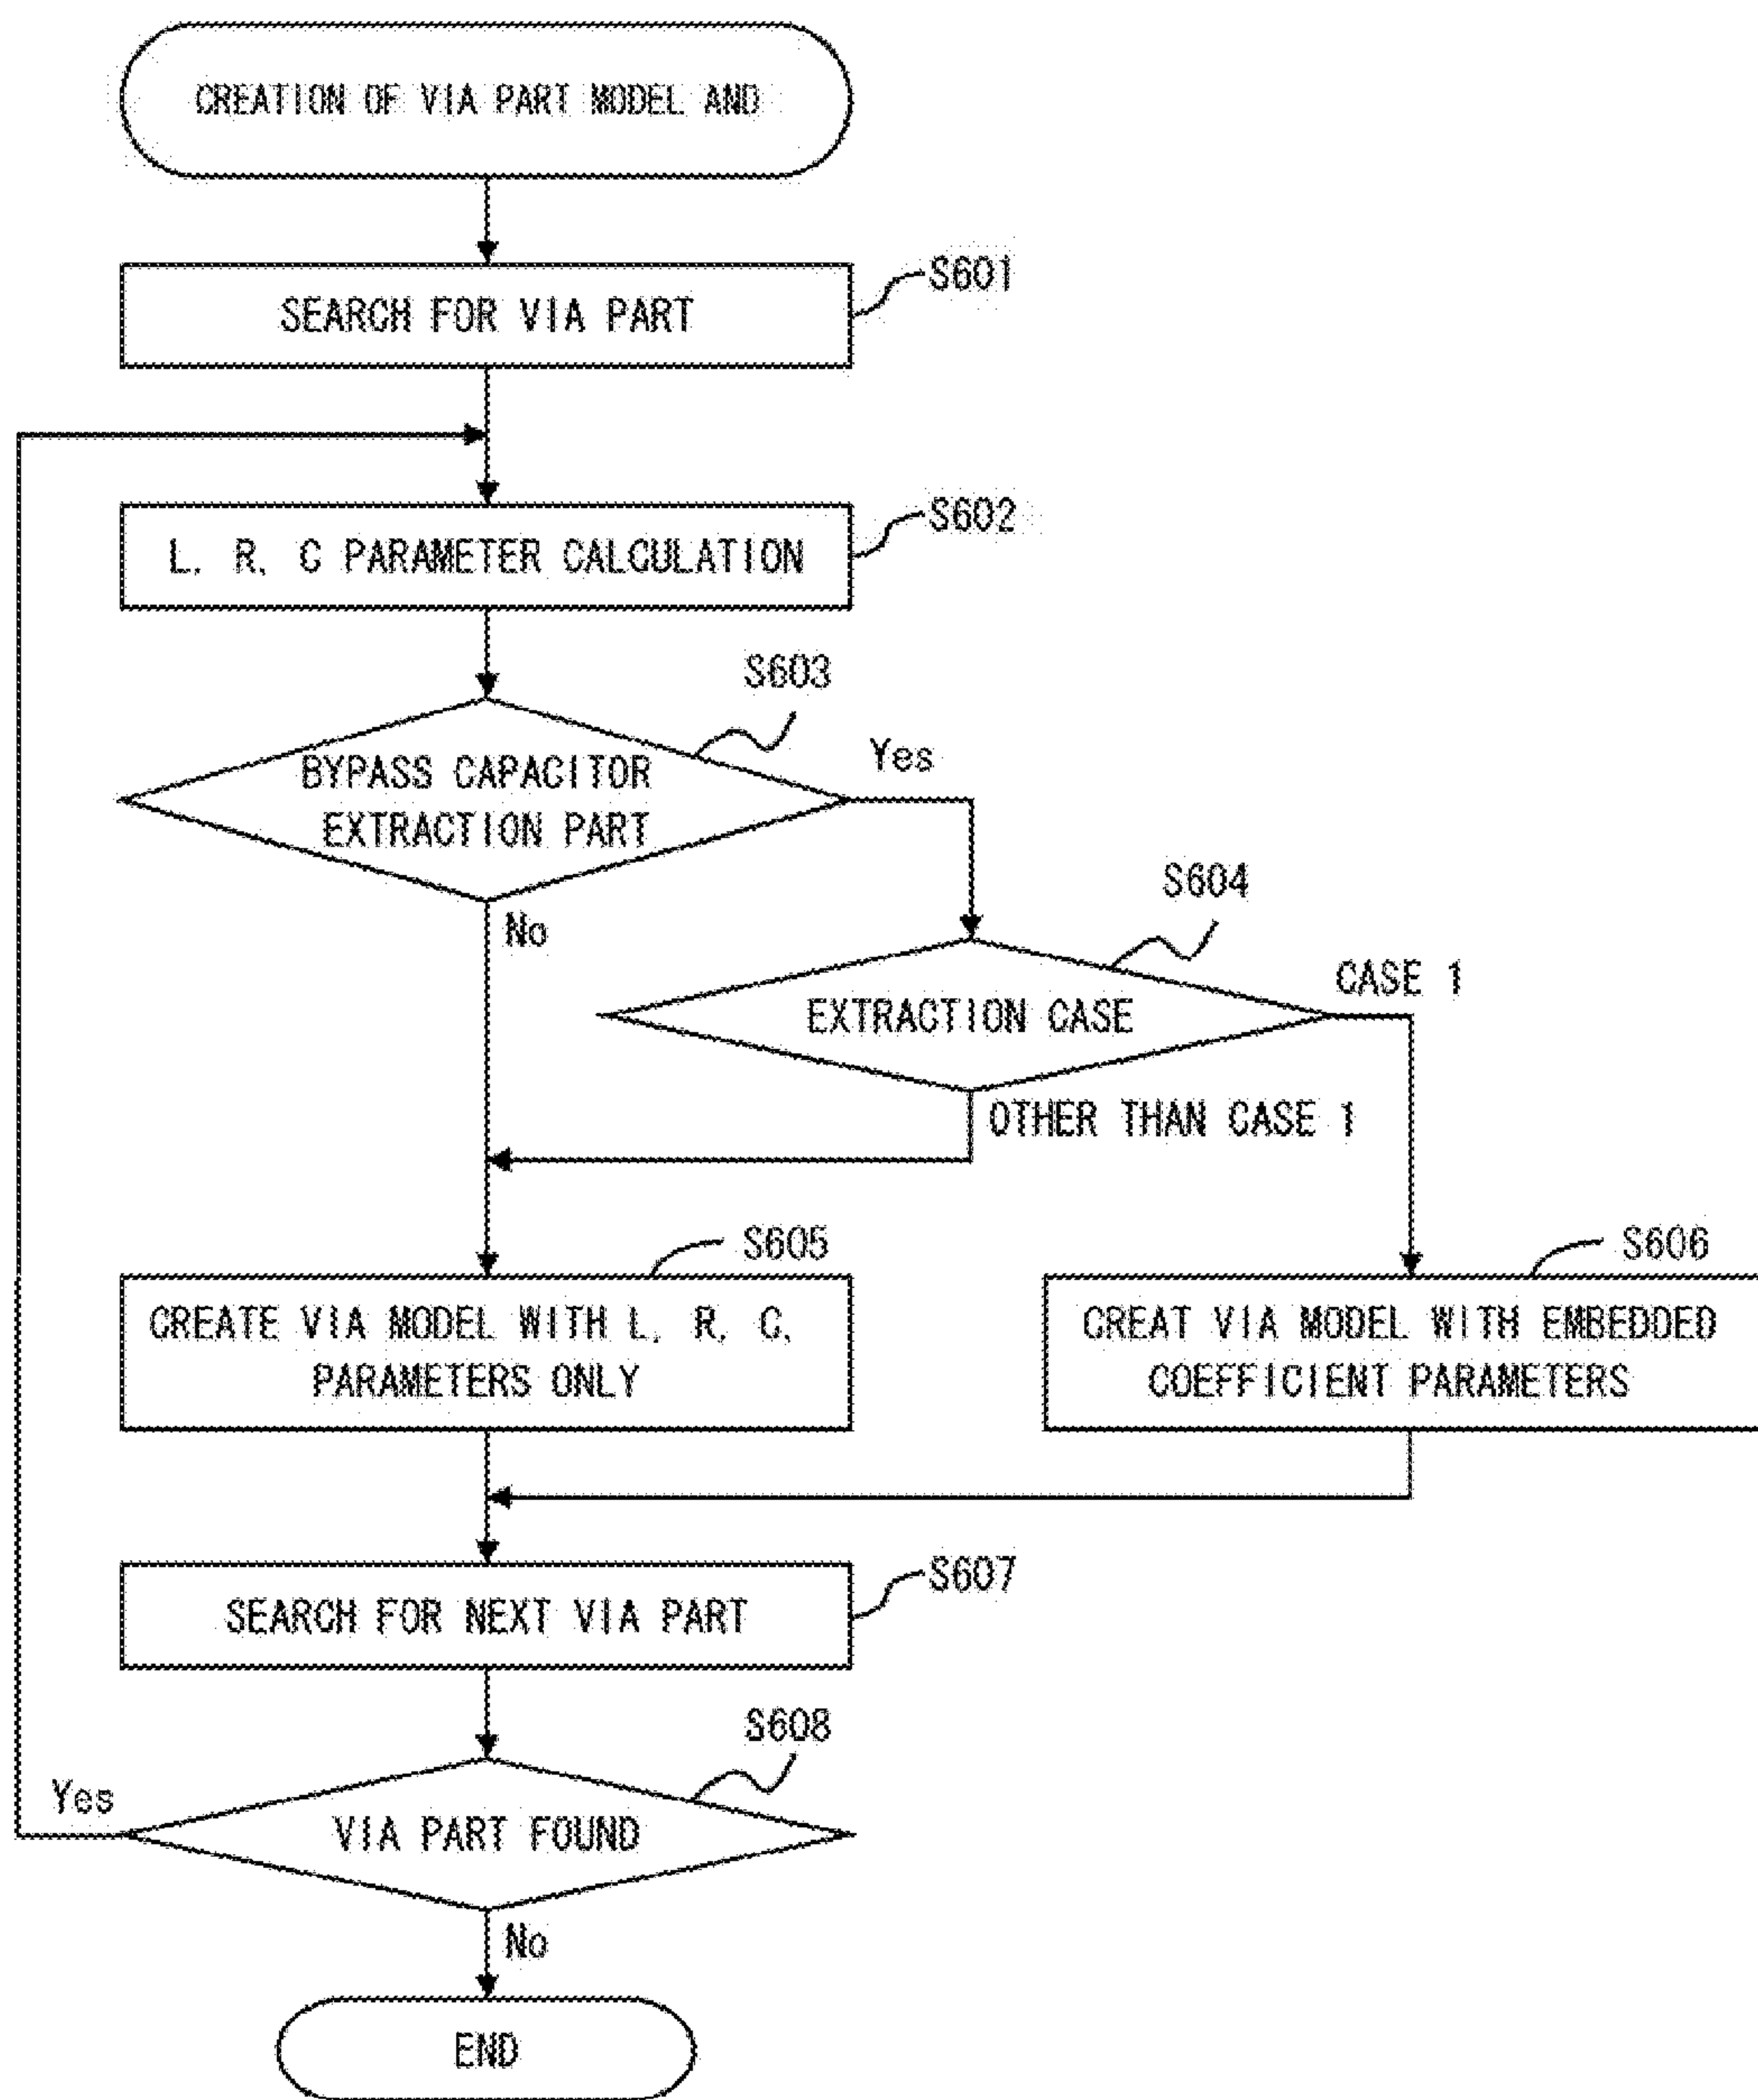 CREATION OF VIA PART MODEL AND
S601
SEARCH FOR VIA PART
S602
L, R, C PARAMETER CALCULATION
S603
BYPASS CAPACITOR
EXTRACTION PART
Yes
No
S604
EXTRACTION CASE
CASE 1
OTHER THAN CASE 1
S605
CREATE VIA MODEL WITH L, R, C,
PARAMETERS ONLY
S606
CREAT VIA MODEL WITH EMBEDDED
COEFFICIENT PARAMETERS
S607
SEARCH FOR NEXT VIA PART
S608
Yes
VIA PART FOUND
No
END